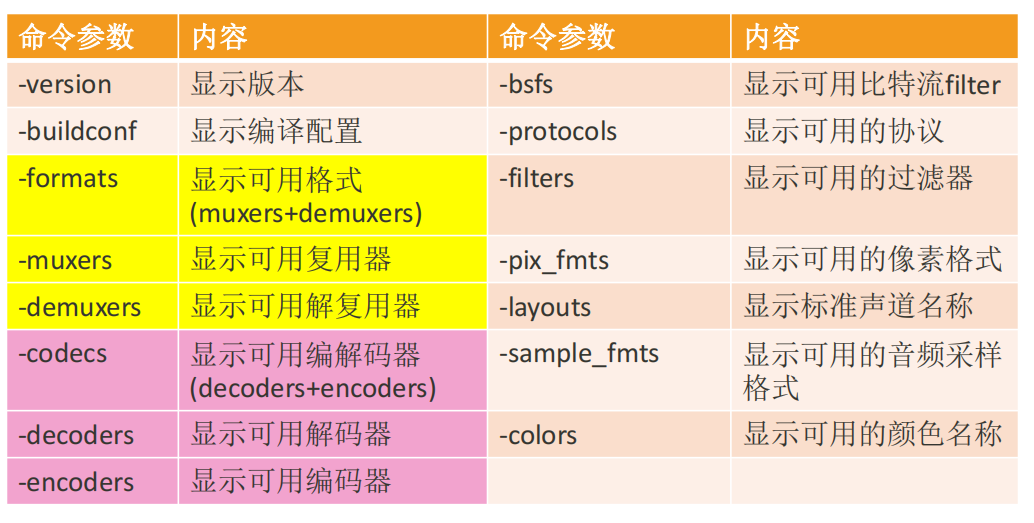 命令参数 内容 命令参数 内容
-version 显示版本 -bsfs 显示可用比特流filter
-buildconf 显示编译配置 -protocols 显示可用的协议
-formats 显示可用格式 -filters 显示可用的过滤器
(muxers+demuxers)
-muxers 显示可用复用器 -pix_fmts 显示可用的像素格式
-demuxers 显示可用解复用器 -layouts 显示标准声道名称
-codecs 显示可用编解码器 -sample_fmts 显示可用的音频采样
(decoders+encoders) 格式
-decoders 显示可用解码器 -colors 显示可用的颜色名称
-encoders 显示可用编码器